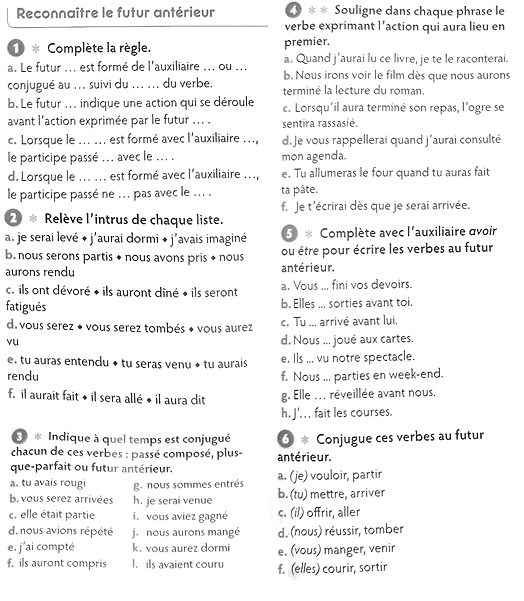 Reconnaître le futur antérieur
1 * Complète la règle.
a. Le futur ... est formé de l'auxiliaire ... ou ...
conjugué au ... suivi du ... ... du verbe.
b. Le futur ... indique une action qui se déroule
avant l'action exprimée par le futur ... .
c. Lorsque le ... ... est formé avec l'auxiliaire ...,
le participe passé ... avec le ... .
d. Lorsque le ... ... est formé avec l'auxiliaire ...,
le participe passé ne ... pas avec le ... .
2 * Relève l'intrus de chaque liste.
a. je serai levé ♦ j'aurai dormi ♦ j'avais imaginé
b. nous serons partis ♦ nous avons pris ♦ nous
aurons rendu
c. ils ont dévoré ♦ ils auront dîné ♦ ils seront
fatigués
d. vous serez ♦ vous serez tombés ♦ vous aurez
vu
e. tu auras entendu ♦ tu seras venu ♦ tu aurais
rendu
f. il aurait fait ♦ il sera allé ♦ il aura dit
3 * Indique à quel temps est conjugué
chacun de ces verbes : passé composé, plus-
que-parfait ou futur antérieur.
a. tu avais rougi
b. vous serez arrivées
c. elle était partie
d. nous avions répété
e. j'ai compté
f. ils auront compris
g. nous sommes entrés
h. je serai venue
i. vous aviez gagné
j. nous aurons mangé
k. vous aurez dormi
l. ils avaient couru
4 * * Souligne dans chaque phrase le
verbe exprimant l'action qui aura lieu en
premier.
a. Quand j'aurai lu ce livre, je te le raconterai.
b. Nous irons voir le film dès que nous aurons
terminé la lecture du roman.
c. Lorsqu'il aura terminé son repas, l'ogre se
sentira rassasié.
d. Je vous rappellerai quand j'aurai consulté
mon agenda.
e. Tu allumeras le four quand tu auras fait
ta pâte.
f. Je t'écrirai dès que je serai arrivée.
5 * Complète avec l'auxiliaire avoir
ou être pour écrire les verbes au futur
antérieur.
a. Vous ... fini vos devoirs.
b. Elles ... sorties avant toi.
c. Tu ... arrivé avant lui.
d. Nous ... joué aux cartes.
e. Ils ... vu notre spectacle.
f. Nous ... parties en week-end.
g. Elle ... réveillée avant nous.
h. J'... fait les courses.
6 * Conjugue ces verbes au futur
antérieur.
a. (je) vouloir, partir
b. (tu) mettre, arriver
c. (il) offrir, aller
d. (nous) réussir, tomber
e. (vous) manger, venir
f. (elles) courir, sortir